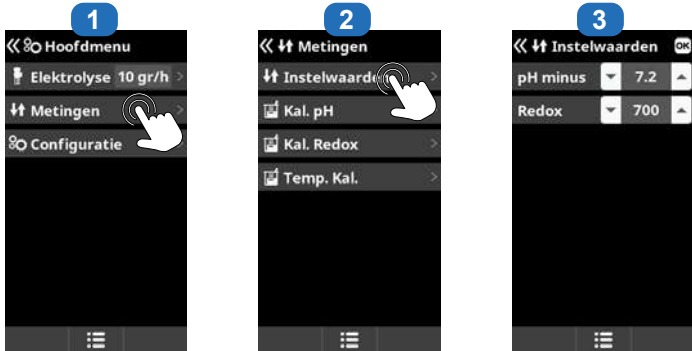 1
Hoofdmenu
Elektrolyse 10 gr/h
Metingen
Configuratie
2
Metingen
Instelwaarden
Kal. pH
Kal. Redox
Temp. Kal.
3
Instelwaarden OK
pH minus 7.2
Redox 700